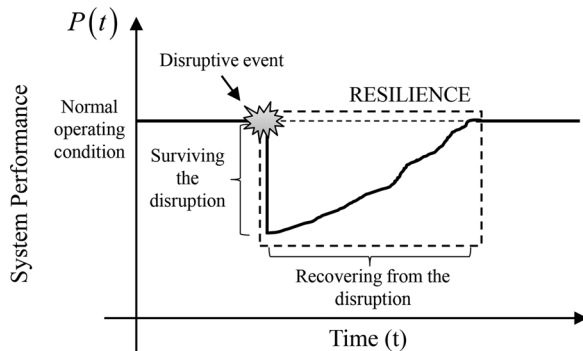 P(t)
Disruptive event
RESILIENCE
Normal
operating
condition
Surviving
the
disruption
System Performance
Recovering from the
disruption
Time (t)